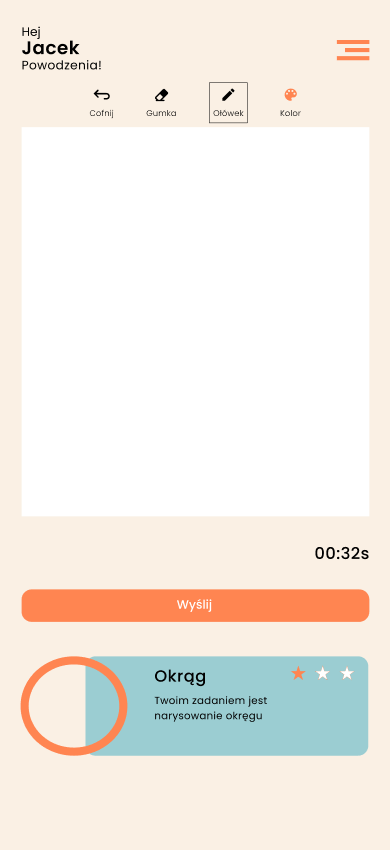 Hej
Jacek
Powodzenia!
Cofnij
Gumka
Ołówek
Kolor
00:32s
Wyślij
Okrąg
Twoim zadaniem jest
narysowanie okręgu